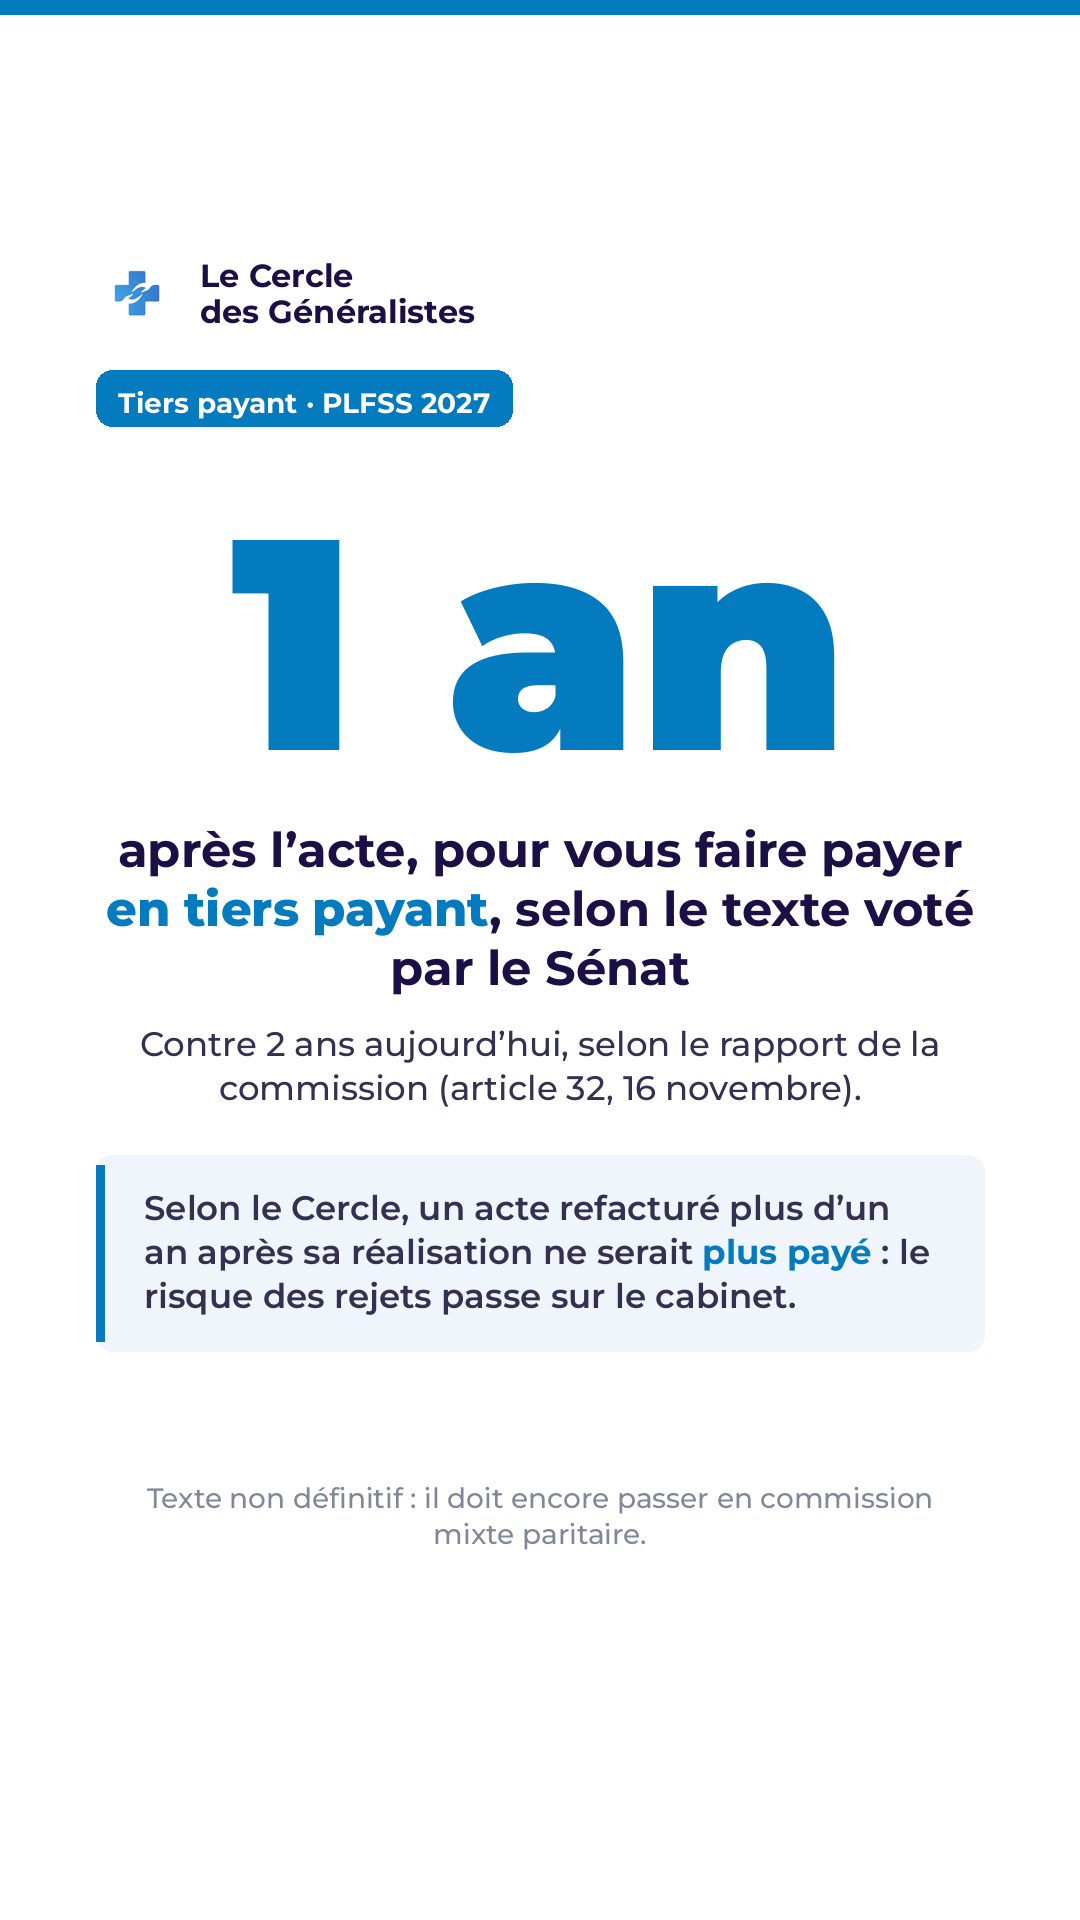 Le Cercle
des Généralistes
Tiers payant · PLFSS 2027
1 an
après l’acte, pour vous faire payer
en tiers payant, selon le texte voté
par le Sénat
Contre 2 ans aujourd’hui, selon le rapport de la
commission (article 32, 16 novembre).
Selon le Cercle, un acte refacturé plus d’un
an après sa réalisation ne serait plus payé : le
risque des rejets passe sur le cabinet.
Texte non définitif : il doit encore passer en commission
mixte paritaire.